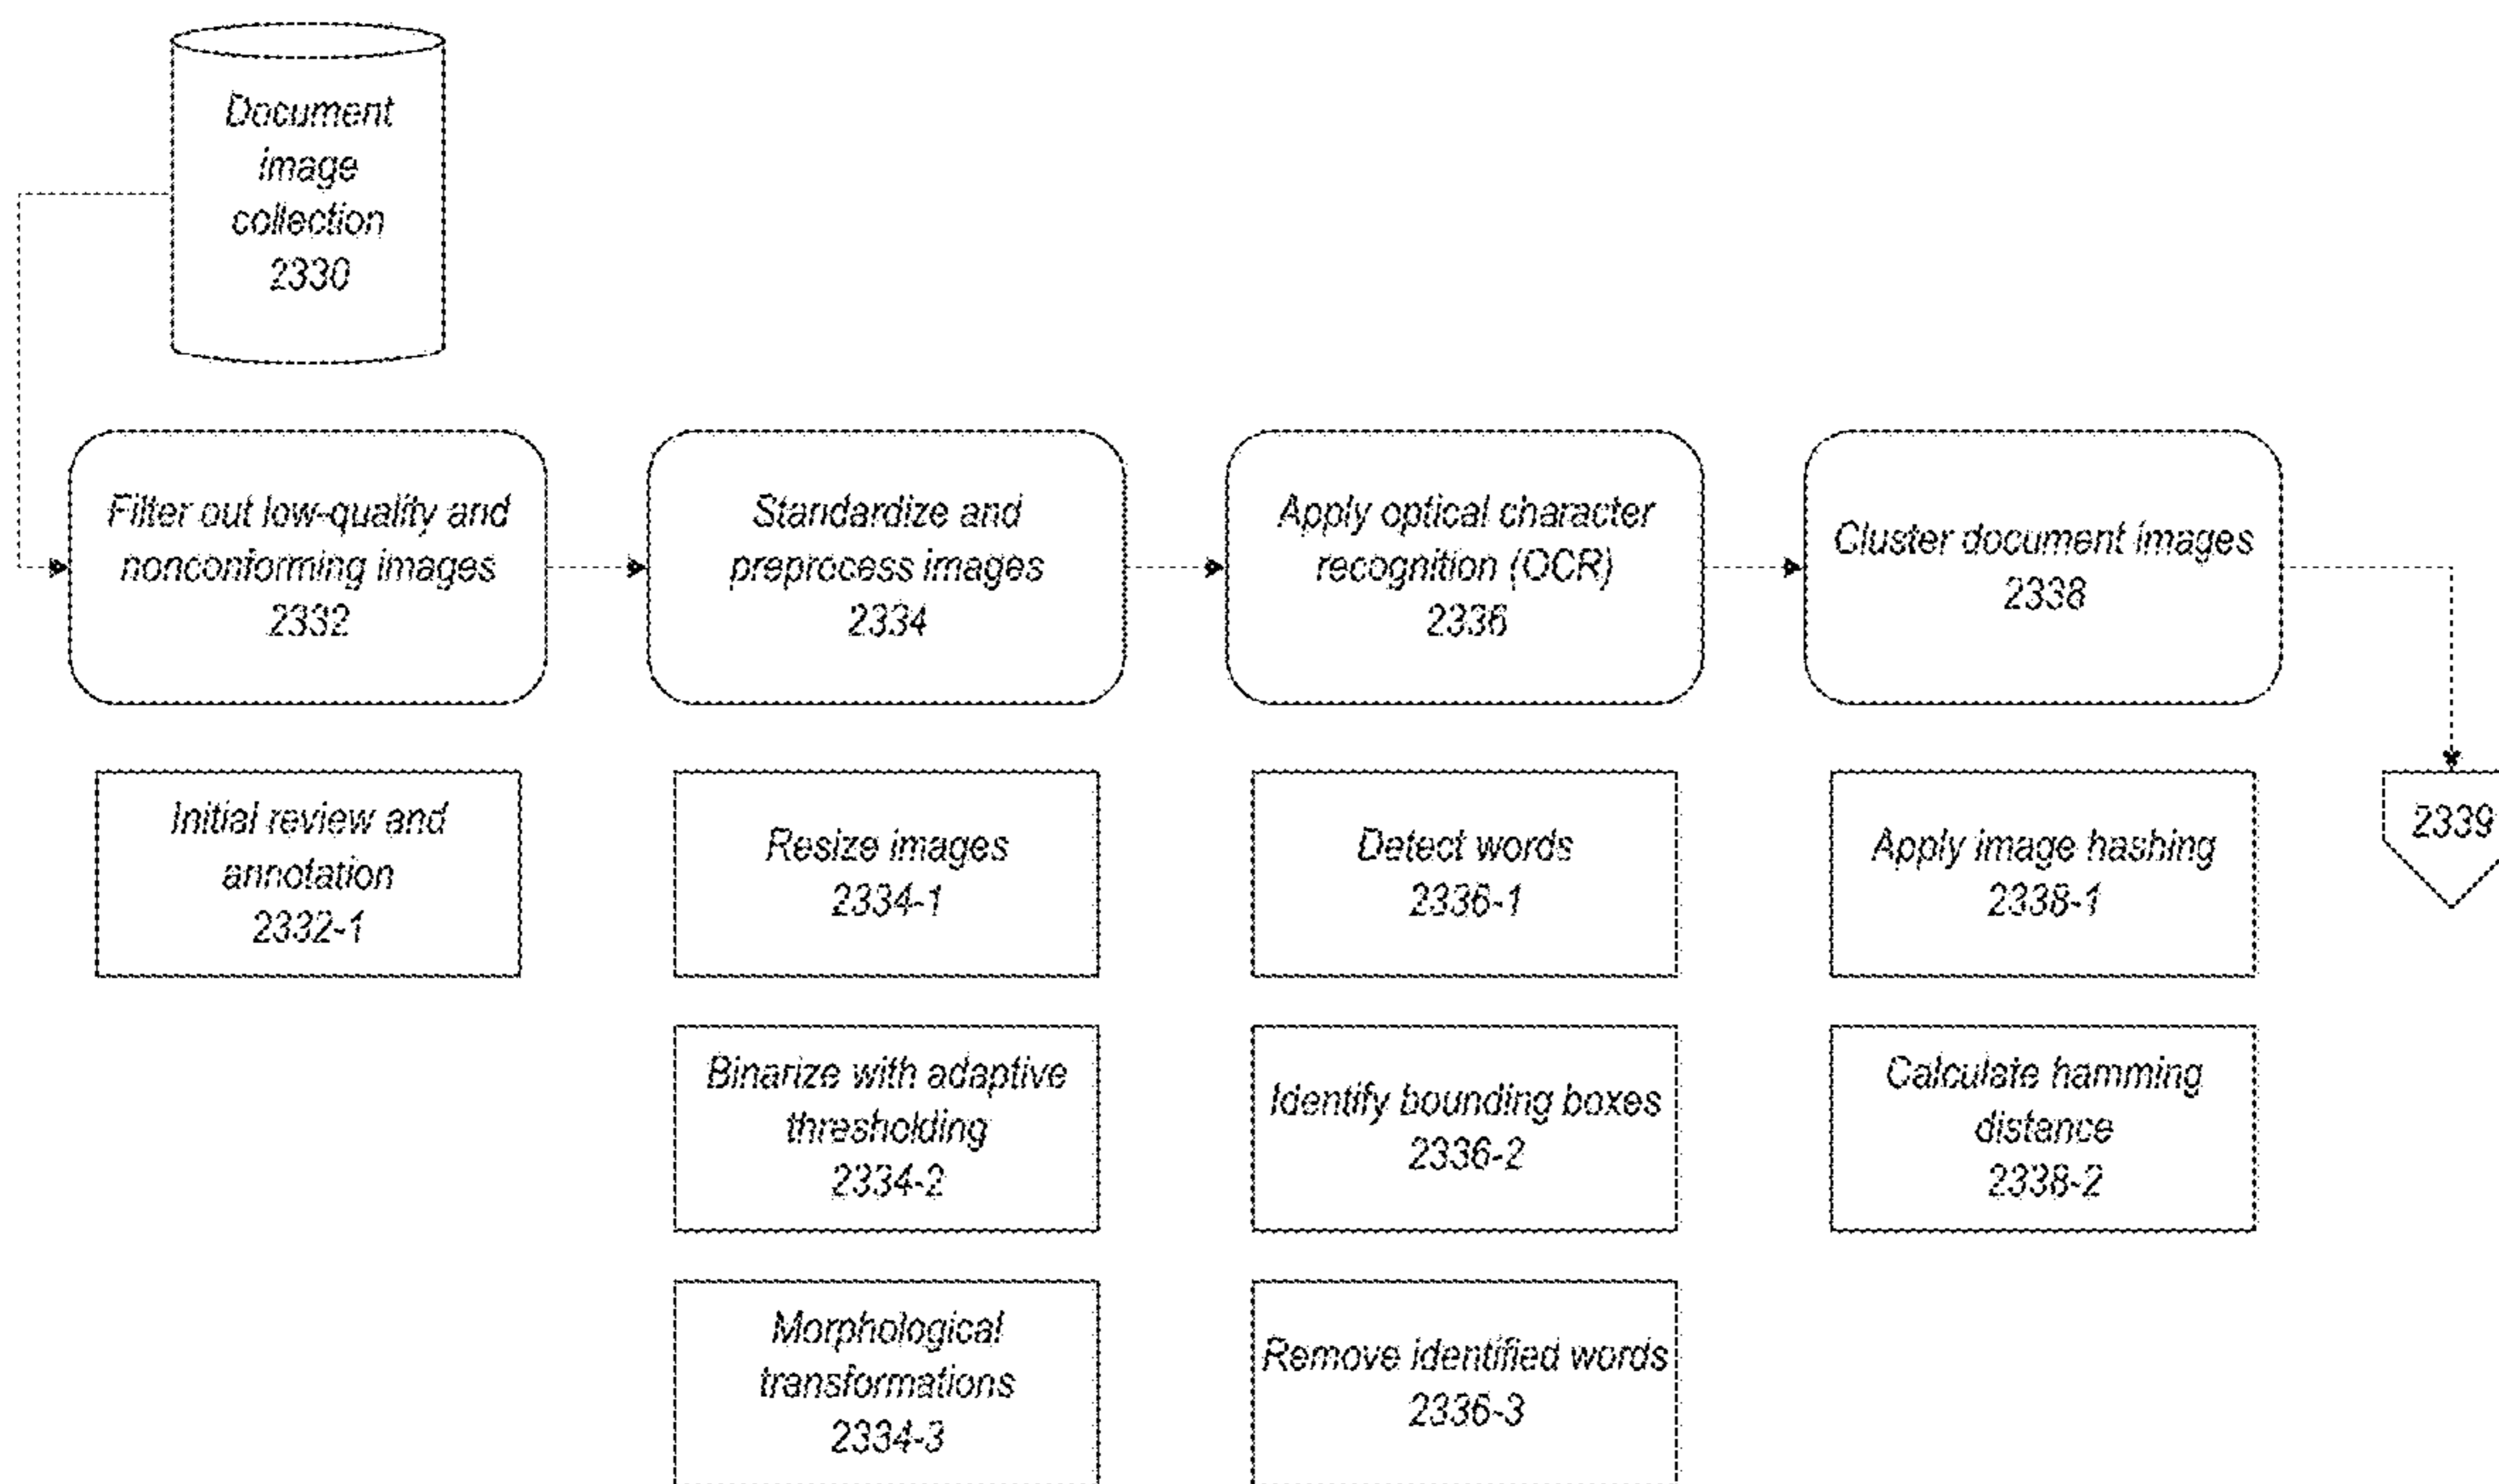 Document
image
collection
2330
Filter out low-quality and
nonconforming images
2332
Standardize and
preprocess images
2334
Apply optical character
recognition (OCR)
2336
Cluster document images
2338
Initial review and
annotation
2332-1
Resize images
2334-1
Detect words
2336-1
Apply image hashing
2338-1
2339
Binarize with adaptive
thresholding
2334-2
Identify bounding boxes
2336-2
Calculate hamming
distance
2338-2
Morphological
transformations
2334-3
Remove identified words
2336-3